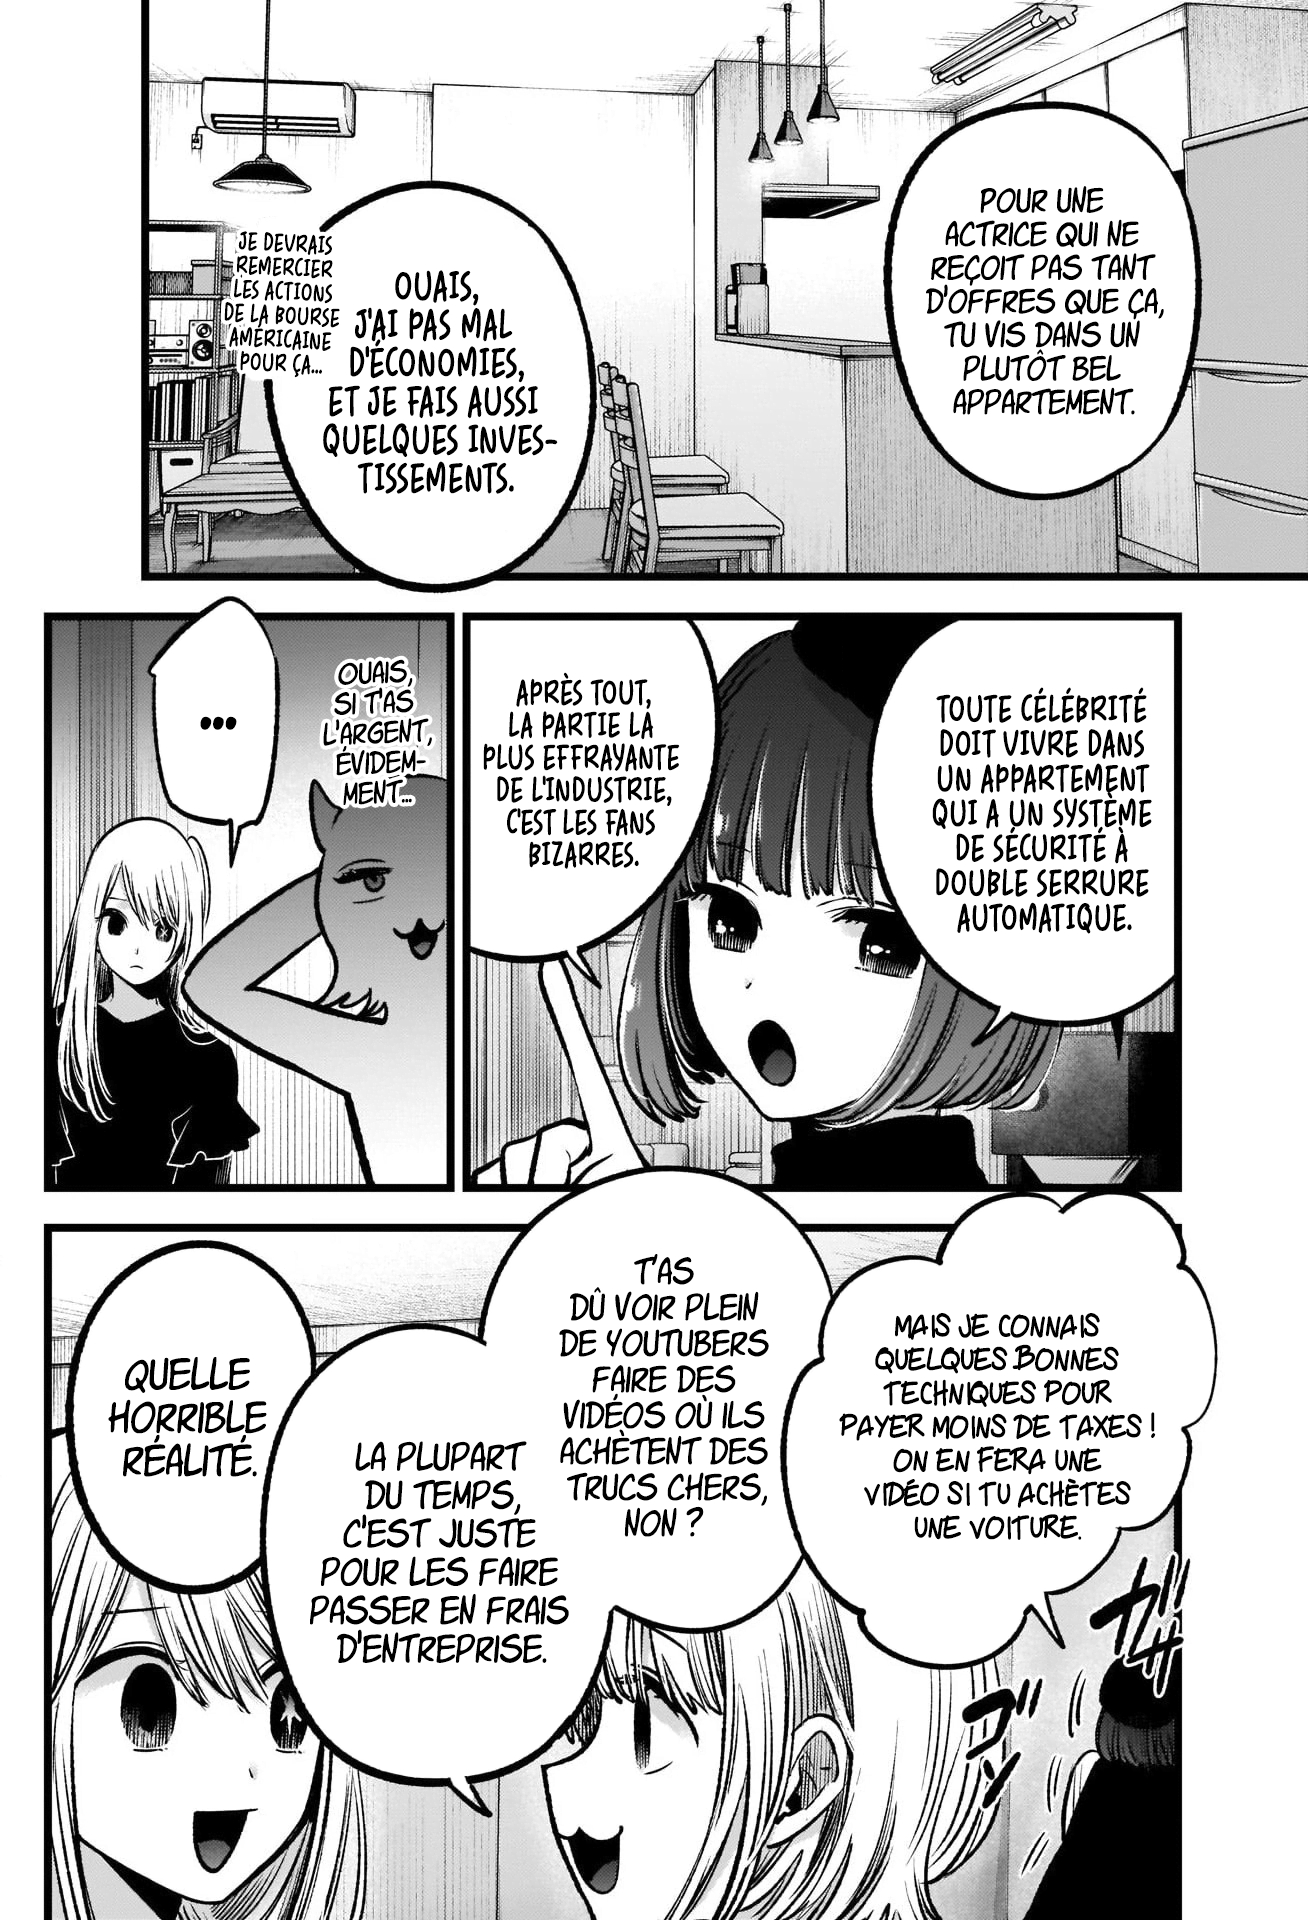 POUR UNE
ACTRICE QUI NE
REÇOIT PAS TANT
D'OFFRES QUE ÇA,
TU VIS DANS UN
PLUTÔT BEL
APPARTEMENT.
OUAIS,
J'AI PAS MAL
D'ÉCONOMIES,
ET JE FAIS AUSSI
QUELQUES INVES-
TISSEMENTS.
JE DEVRAIS
REMERCIER
LES ACTIONS
DE LA BOURSE
AMÉRICAINE
POUR ÇA...
TOUTE CÉLÉBRITÉ
DOIT VIVRE DANS
UN APPARTEMENT
QUI A UN SYSTÈME
DE SÉCURITÉ À
DOUBLE SERRURE
AUTOMATIQUE.
APRÈS TOUT,
LA PARTIE LA
PLUS EFFRAYANTE
DE L'INDUSTRIE,
C'EST LES FANS
BIZARRES.
OUAIS,
SI T'AS
L'ARGENT,
ÉVIDEM-
MENT...
...
MAIS JE CONNAIS
QUELQUES BONNES
TECHNIQUES POUR
PAYER MOINS DE TAXES !
ON EN FERA UNE
VIDÉO SI TU ACHÈTES
UNE VOITURE.
T'AS
DÛ VOIR PLEIN
DE YOUTUBERS
FAIRE DES
VIDÉOS OÙ ILS
ACHÈTENT DES
TRUCS CHERS,
NON ?
LA PLUPART
DU TEMPS,
C'EST JUSTE
POUR LES FAIRE
PASSER EN FRAIS
D'ENTREPRISE.
QUELLE
HORRIBLE
RÉALITÉ.